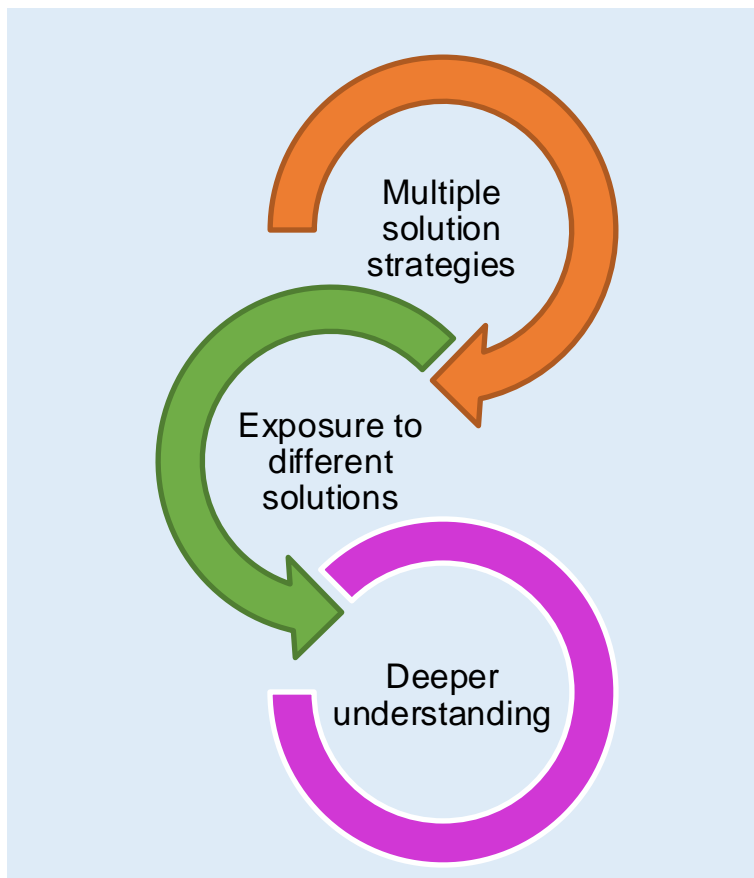 Multiple
solution
strategies
Exposure to
different
solutions
Deeper
understanding